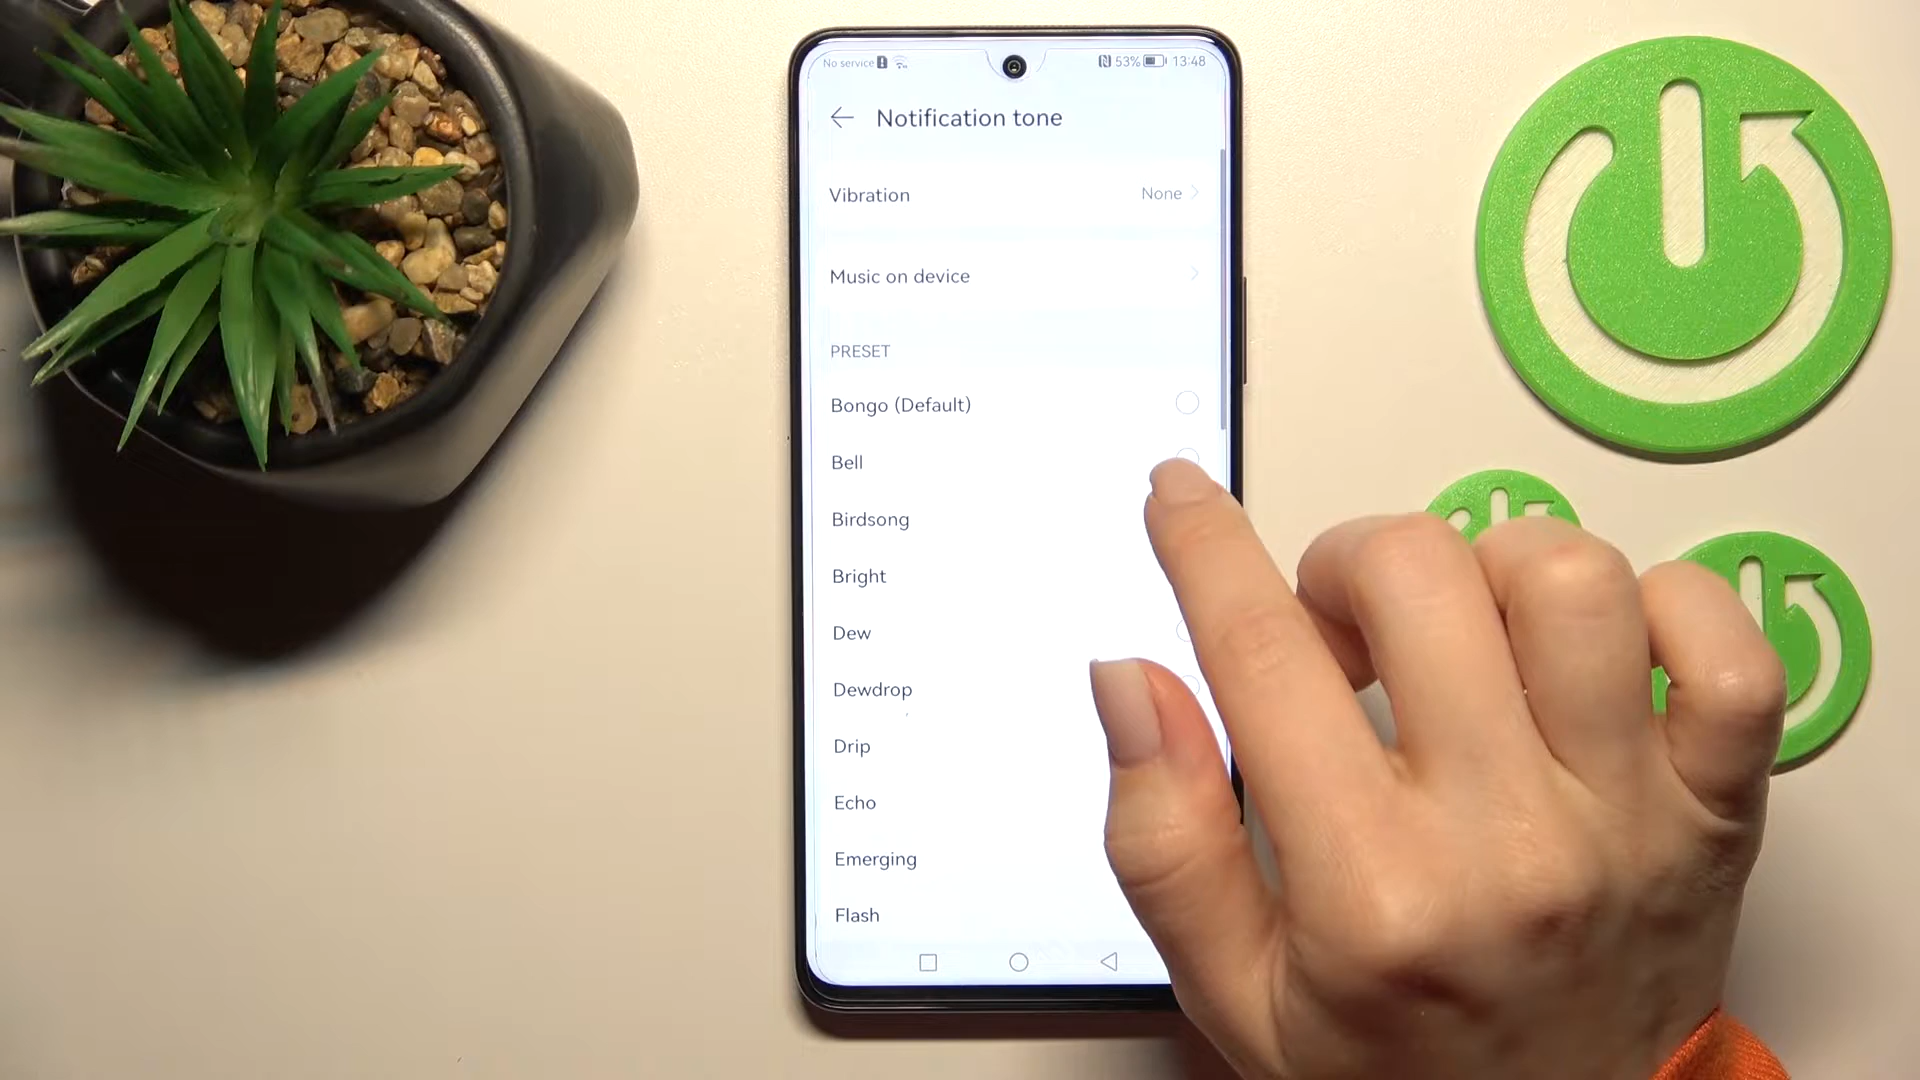 No service
53%
13:48
Notification tone
Vibration
None
Music on device
PRESET
Bongo (Default)
Bell
Birdsong
Bright
Dew
Dewdrop
Drip
Echo
Emerging
Flash